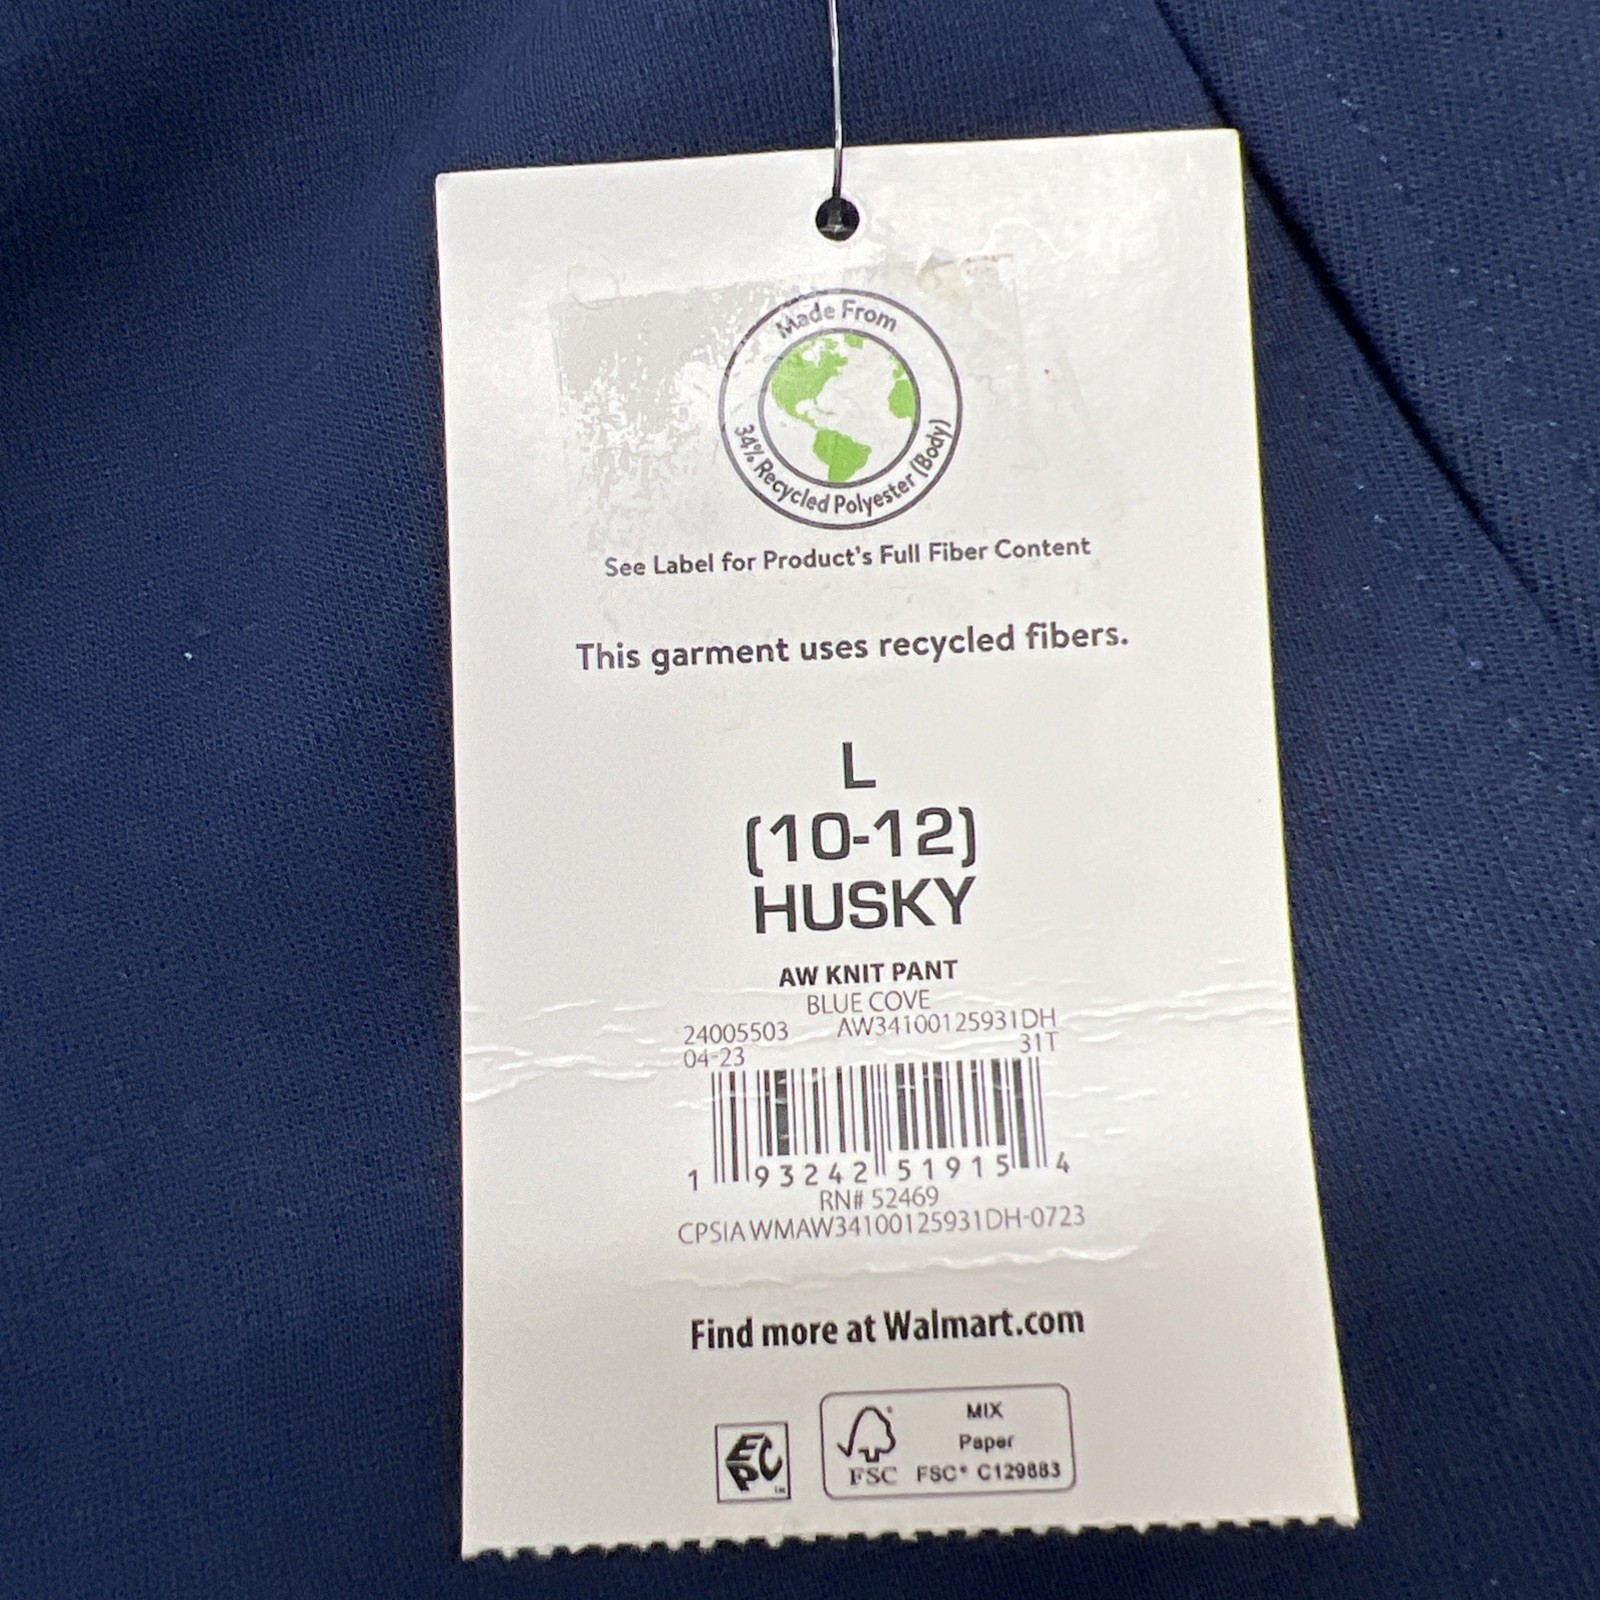 Made From
34% Recycled Polyester (Body)
See Label for Product's Full Fiber Content
This garment uses recycled fibers.
L
(10-12)
HUSKY
AW KNIT PANT
BLUE COVE
24005503 AW34100125931DH
04-23 31T
1 93242 51915 4
RN# 52469
CPSIA WMAW34100125931DH-0723
Find more at Walmart.com
EPC
MIX
Paper
FSC FSC® C129883